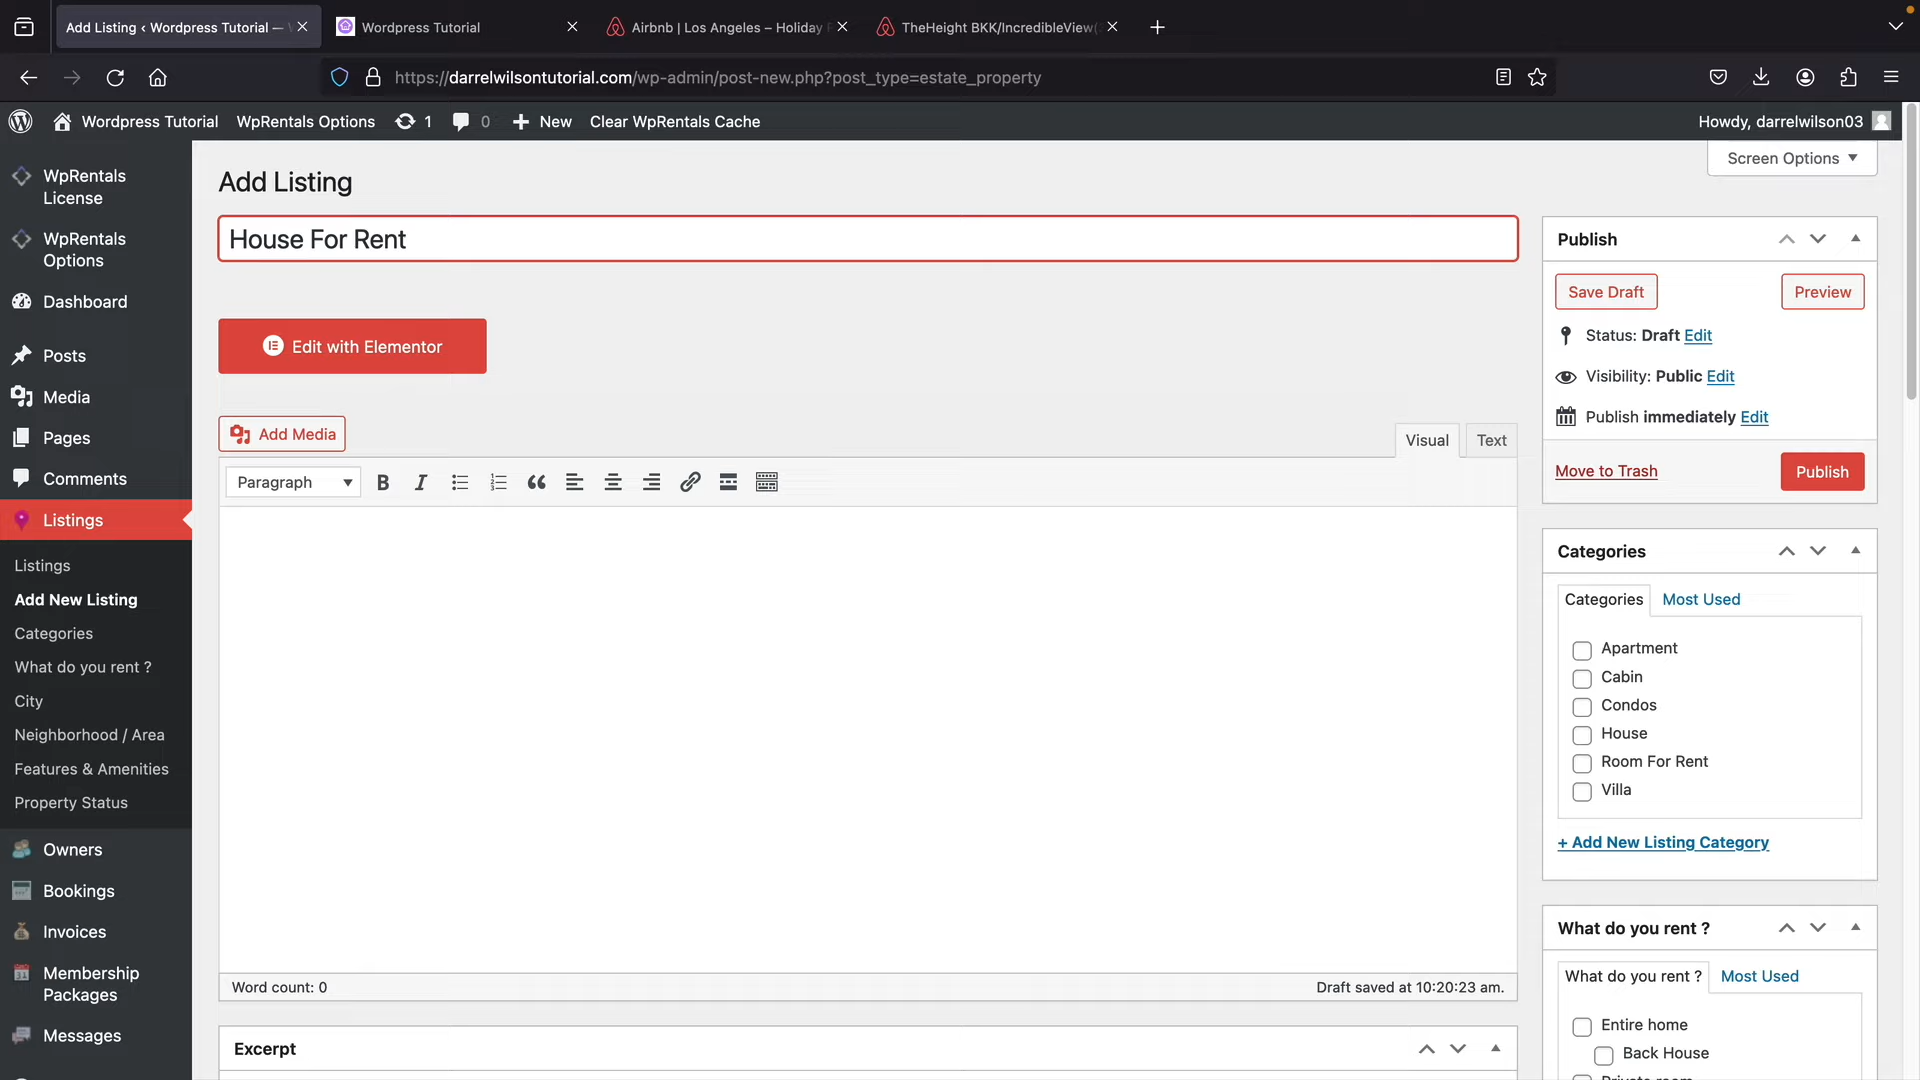 Add Listing ‹ Wordpress Tutorial —
Wordpress Tutorial
Airbnb | Los Angeles – Holiday
TheHeight BKK/IncredibleView(
https://darrelwilsontutorial.com/wp-admin/post-new.php?post_type=estate_property
Wordpress Tutorial
WpRentals Options
1
0
New
Clear WpRentals Cache
Howdy, darrelwilson03
WpRentals
License
WpRentals
Options
Dashboard
Posts
Media
Pages
Comments
Listings
Listings
Add New Listing
Categories
What do you rent ?
City
Neighborhood / Area
Features & Amenities
Property Status
Owners
Bookings
Invoices
Membership
Packages
Messages
Screen Options
Add Listing
House For Rent
Edit with Elementor
Add Media
Visual
Text
Paragraph
Word count: 0
Draft saved at 10:20:23 am.
Excerpt
Publish
Save Draft
Preview
Status: Draft Edit
Visibility: Public Edit
Publish immediately Edit
Move to Trash
Publish
Categories
Categories
Most Used
Apartment
Cabin
Condos
House
Room For Rent
Villa
+ Add New Listing Category
What do you rent ?
What do you rent ?
Most Used
Entire home
Back House
Private room